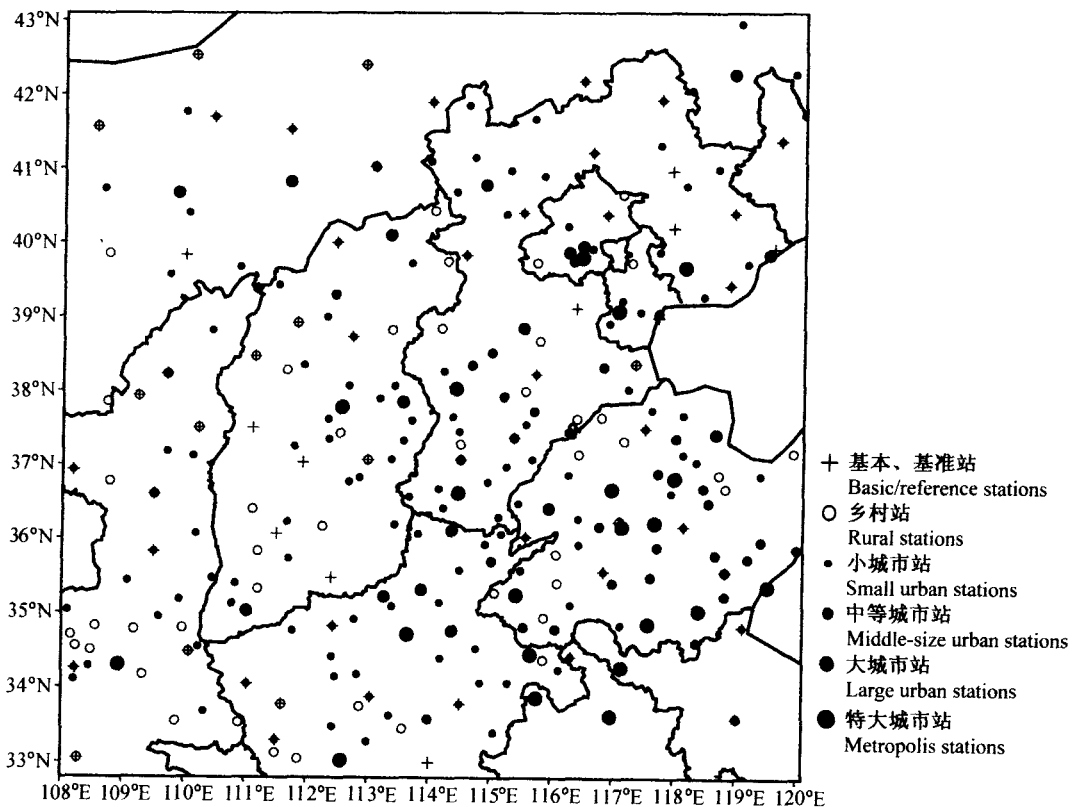 43°N
42°N
41°N
40°N
39°N
38°N
37°N
36°N
35°N
34°N
33°N
108°E 109°E 110°E 111°E 112°E 113°E 114°E 115°E 116°E 117°E 118°E 119°E 120°E
基本、基准站
Basic/reference stations
乡村站
Rural stations
小城市站
Small urban stations
中等城市站
Middle-size urban stations
大城市站
Large urban stations
特大城市站
Metropolis stations